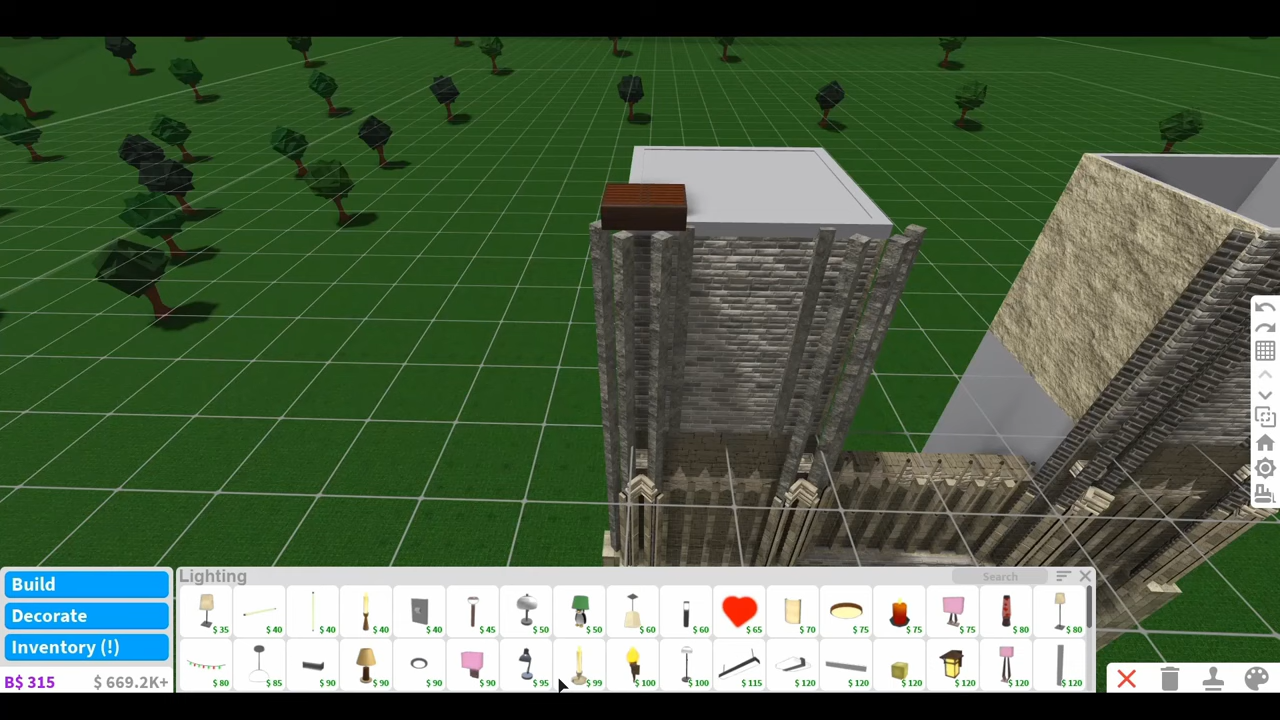 Lighting
Search
Build
Decorate
Inventory (!)
B$ 315
$ 669.2K+
$ 35 $ 40 $ 40 $ 40 $ 40 $ 45 $ 50 $ 50 $ 60 $ 60 $ 65 $ 70 $ 75 $ 75 $ 75 $ 80 $ 80
$ 80 $ 85 $ 90 $ 90 $ 90 $ 90 $ 95 $ 99 $ 100 $ 100 $ 115 $ 120 $ 120 $ 120 $ 120 $ 120 $ 120